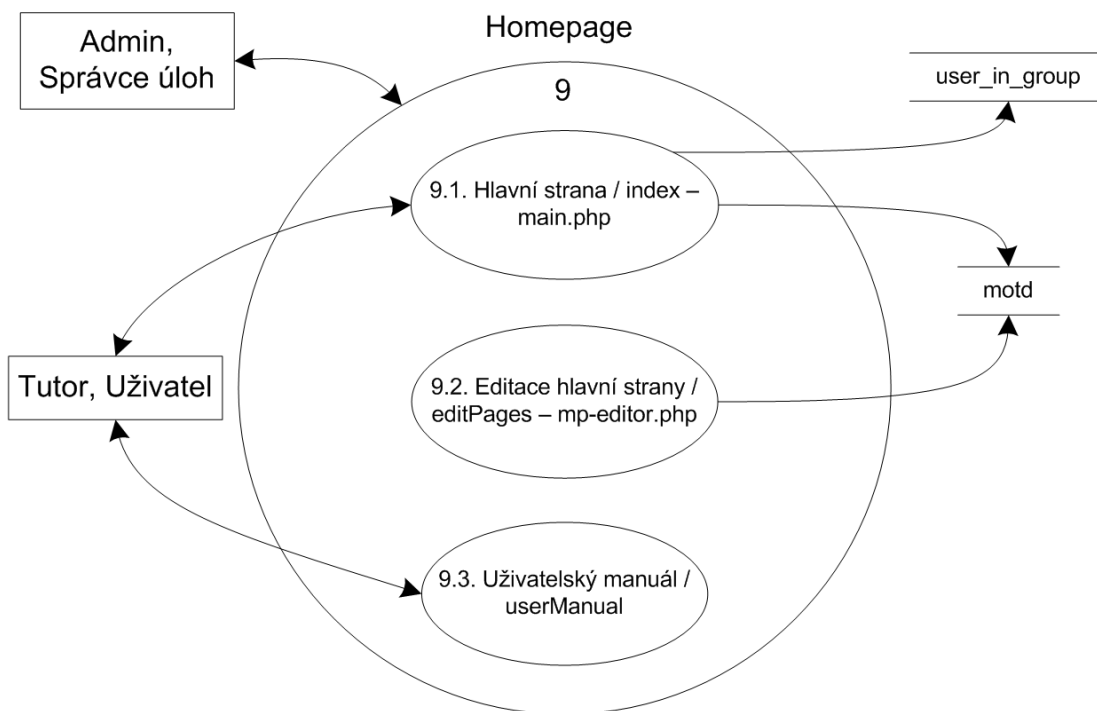 Homepage
Admin,
Správce úloh
9
user_in_group
9.1. Hlavní strana / index –
main.php
motd
Tutor, Uživatel
9.2. Editace hlavní strany /
editPages – mp-editor.php
9.3. Uživatelský manuál /
userManual